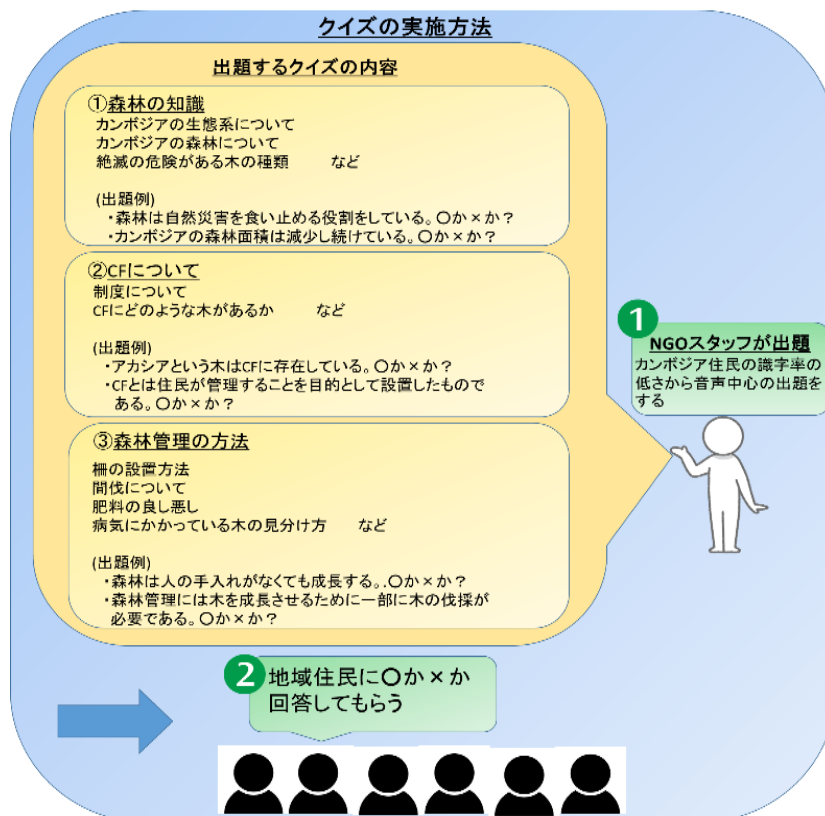 クイズの実施方法
出題するクイズの内容
①森林の知識
カンボジアの生態系について
カンボジアの森林について
絶滅の危険がある木の種類 など
(出題例)
・森林は自然災害を食い止める役割をしている。〇か×か？
・カンボジアの森林面積は減少し続けている。〇か×か？
②CFについて
制度について
CFにどのような木があるか など
(出題例)
・アカシアという木はCFに存在している。〇か×か？
・CFとは住民が管理することを目的として設置したもので
ある。〇か×か？
③森林管理の方法
柵の設置方法
間伐について
肥料の良し悪し
病気にかかっている木の見分け方 など
(出題例)
・森林は人の手入れがなくても成長する。.〇か×か？
・森林管理には木を成長させるために一部に木の伐採が
必要である。〇か×か？
1
NGOスタッフが出題
カンボジア住民の識字率の
低さから音声中心の出題を
する
2
地域住民に〇か×か
回答してもらう